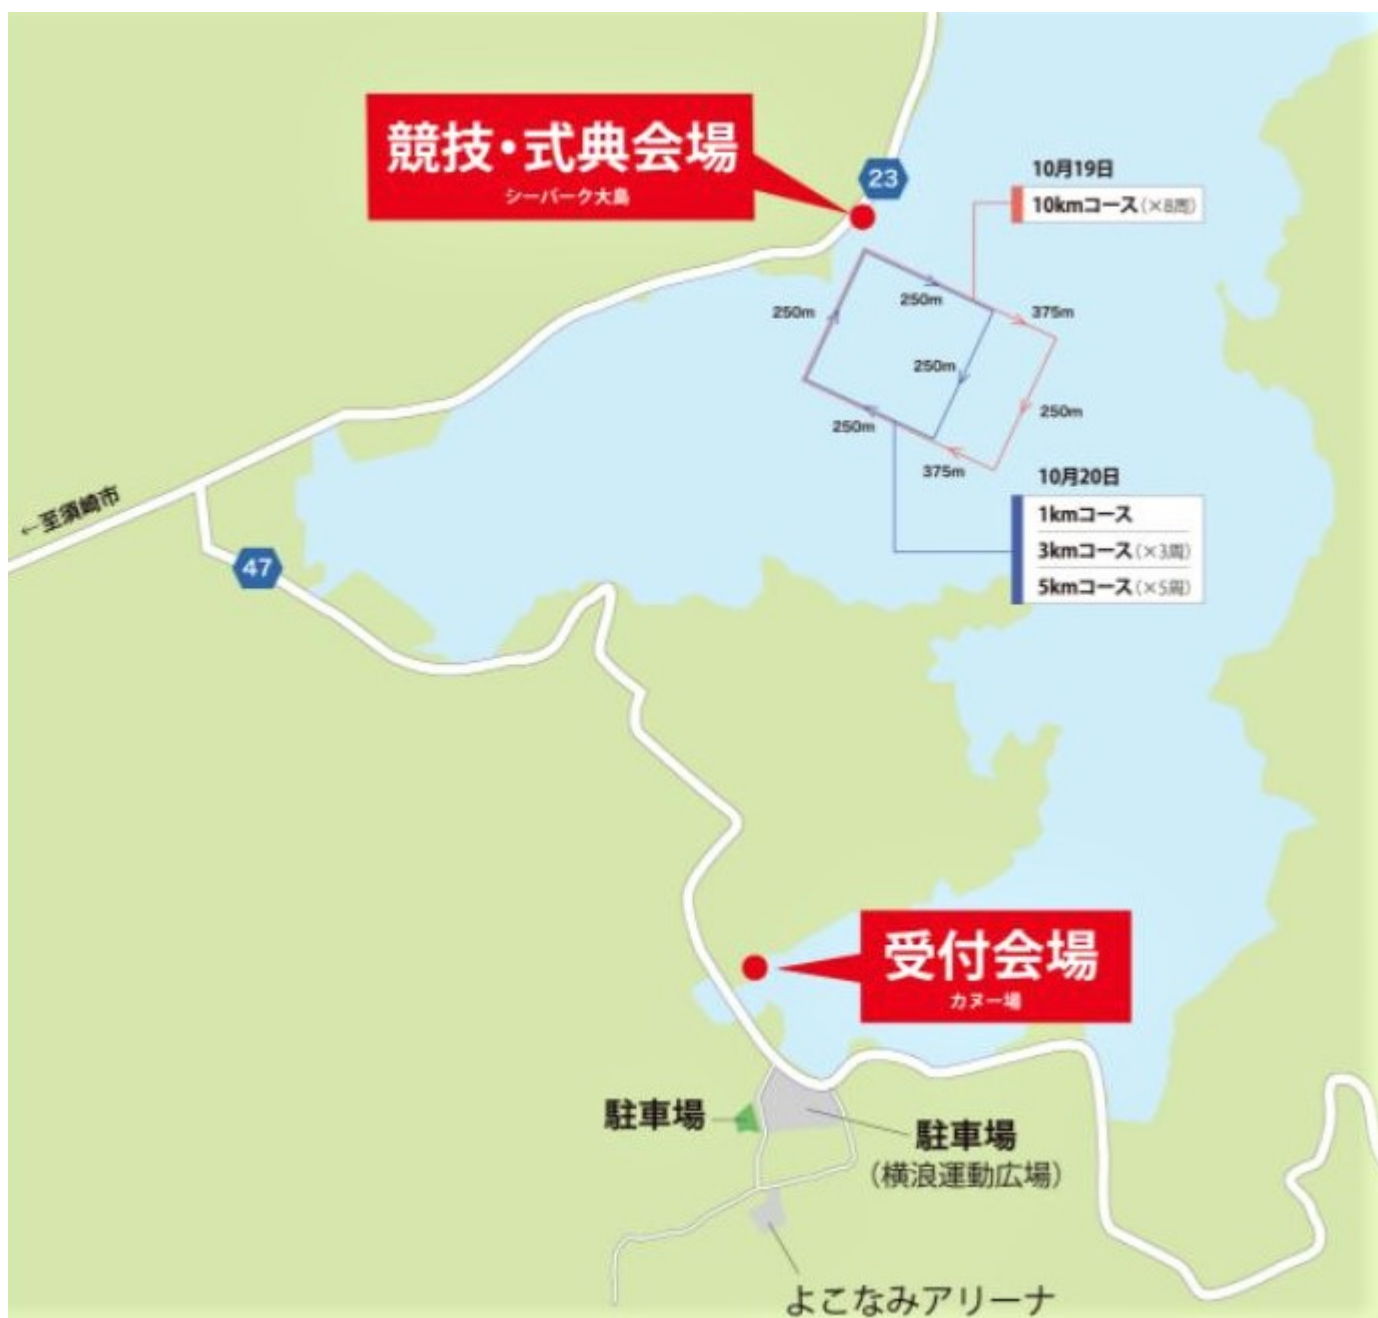 競技・式典会場
シーパーク大島
23
10月19日
10kmコース(×8周)
250m
250m
375m
250m
250m
250m
375m
10月20日
1kmコース
3kmコース(×3周)
5kmコース(×5周)
←至須崎市
47
受付会場
カヌー場
駐車場
駐車場
(横浪運動広場)
よこなみアリーナ